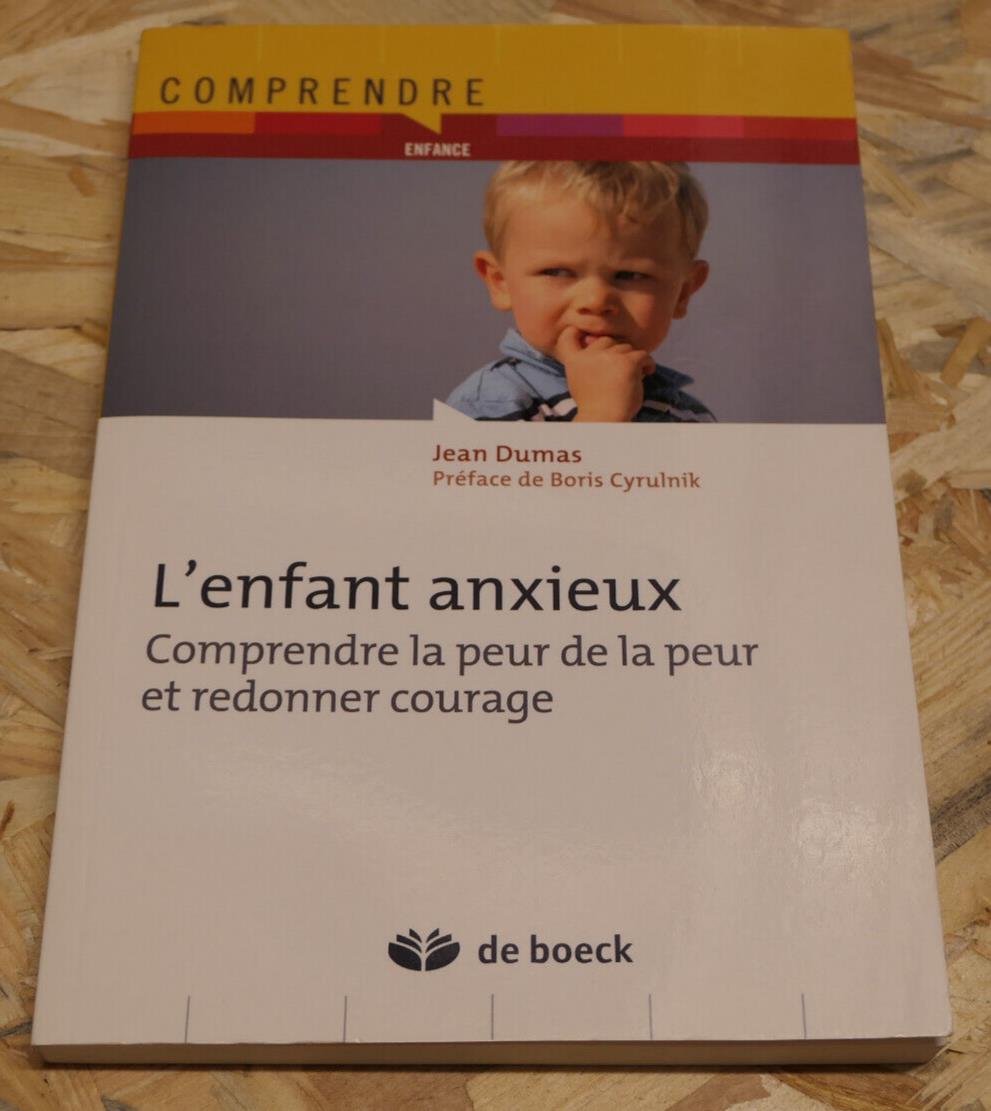 COMPRENDRE
ENFANCE
Jean Dumas
Préface de Boris Cyrulnik
L'enfant anxieux
Comprendre la peur de la peur
et redonner courage
de boeck